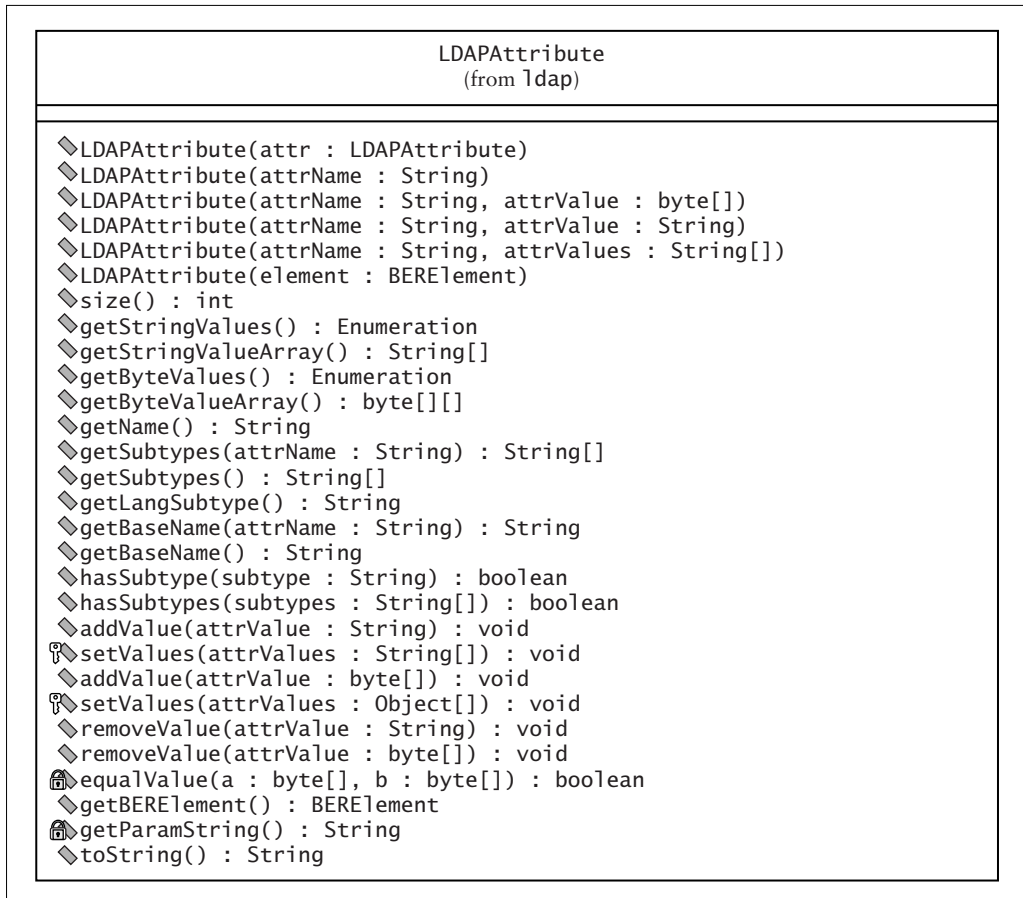 LDAPAttribute
(from ldap)
LDAPAttribute(attr : LDAPAttribute)
LDAPAttribute(attrName : String)
LDAPAttribute(attrName : String, attrValue : byte[])
LDAPAttribute(attrName : String, attrValue : String)
LDAPAttribute(attrName : String, attrValues : String[])
LDAPAttribute(element : BERElement)
size() : int
getStringValues() : Enumeration
getStringValueArray() : String[]
getByteValues() : Enumeration
getByteValueArray() : byte[][]
getName() : String
getSubtypes(attrName : String) : String[]
getSubtypes() : String[]
getLangSubtype() : String
getBaseName(attrName : String) : String
getBaseName() : String
hasSubtype(subtype : String) : boolean
hasSubtypes(subtypes : String[]) : boolean
addValue(attrValue : String) : void
setValues(attrValues : String[]) : void
addValue(attrValue : byte[]) : void
setValues(attrValues : Object[]) : void
removeValue(attrValue : String) : void
removeValue(attrValue : byte[]) : void
equalValue(a : byte[], b : byte[]) : boolean
getBERElement() : BERElement
getParamString() : String
toString() : String